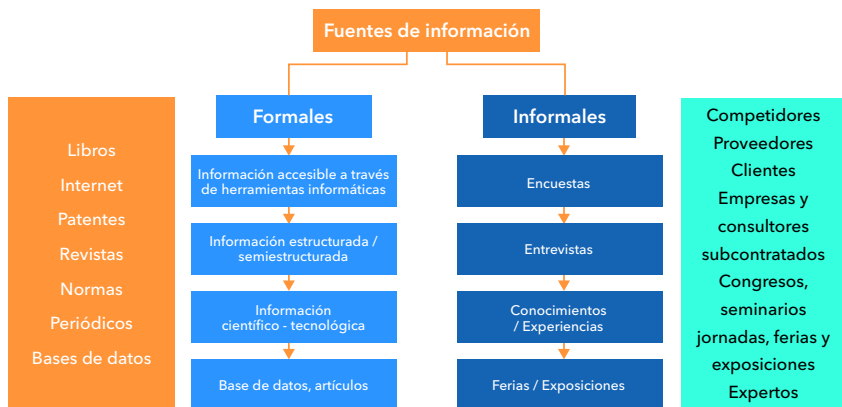 Fuentes de información
Libros
Internet
Patentes
Revistas
Normas
Periódicos
Bases de datos
Formales
Información accesible a través
de herramientas informáticas
Información estructurada /
semiestructurada
Información
científico - tecnológica
Base de datos, artículos
Informales
Encuestas
Entrevistas
Conocimientos
/ Experiencias
Ferias / Exposiciones
Competidores
Proveedores
Clientes
Empresas y
consultores
subcontratados
Congresos,
seminarios
jornadas, ferias y
exposiciones
Expertos